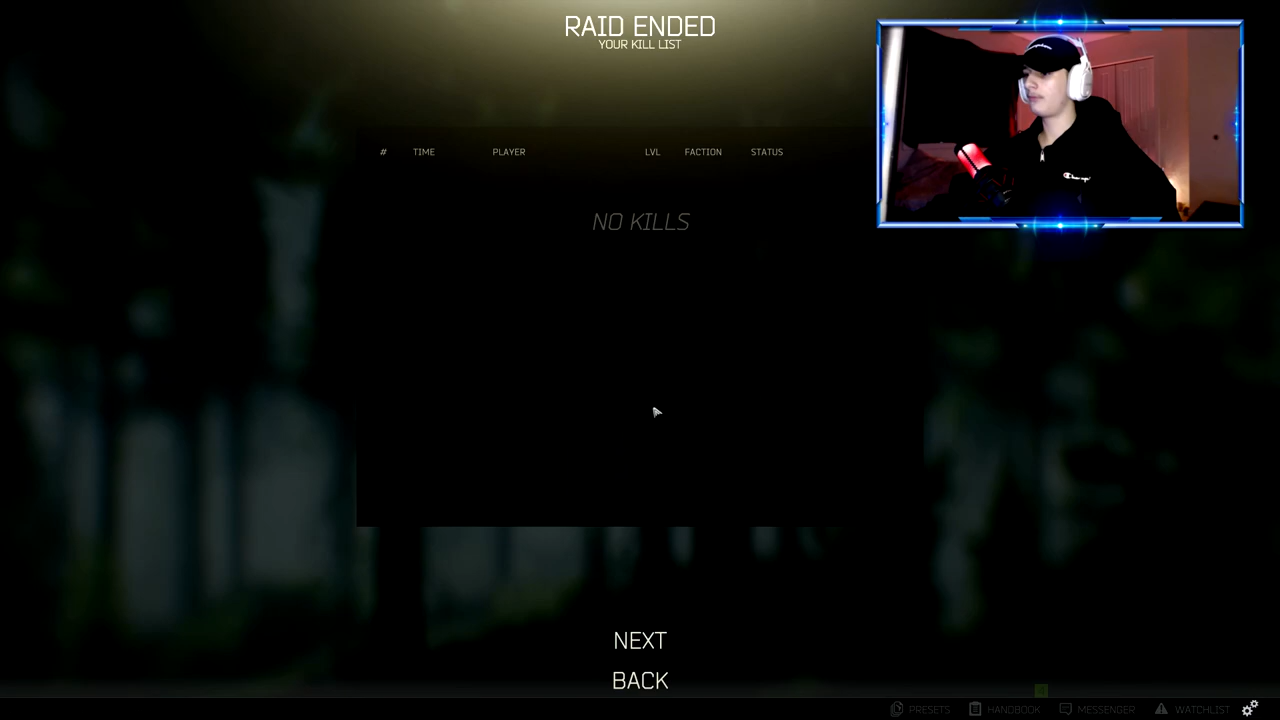 RAID ENDED
YOUR KILL LIST
# TIME PLAYER LVL FACTION STATUS
NO KILLS
NEXT
BACK
PRESETS HANDBOOK MESSENGER WATCHLIST